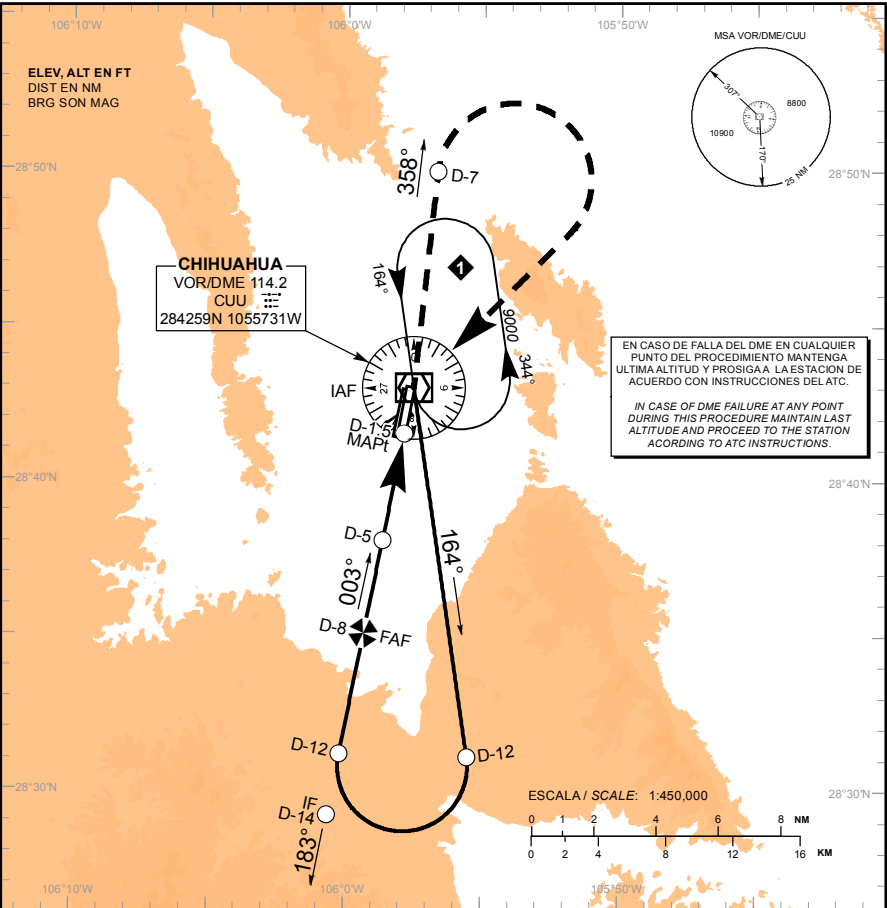 106°10'W
106°00'W
105°50'W
ELEV, ALT EN FT
DIST EN NM
BRG SON MAG
MSA VOR/DME/CUU
307°
8800
10900
170°
25 NM
28°50'N
28°50'N
358°
D-7
1
164°
CHIHUAHUA
VOR/DME 114.2
CUU
284259N 1055731W
9000
344°
IAF
0
27
9
D-1.5
MAPt
EN CASO DE FALLA DEL DME EN CUALQUIER
PUNTO DEL PROCEDIMIENTO MANTENGA
ULTIMA ALTITUD Y PROSIGA A LA ESTACION DE
ACUERDO CON INSTRUCCIONES DEL ATC.
IN CASE OF DME FAILURE AT ANY POINT
DURING THIS PROCEDURE MAINTAIN LAST
ALTITUDE AND PROCEED TO THE STATION
ACORDING TO ATC INSTRUCTIONS.
28°40'N
28°40'N
D-5
164°
003°
D-8
FAF
D-12
D-12
28°30'N
28°30'N
IF
D-14
183°
ESCALA / SCALE: 1:450,000
0 1 2 4 6 8 NM
0 2 4 8 12 16 KM
106°10'W
106°00'W
105°50'W